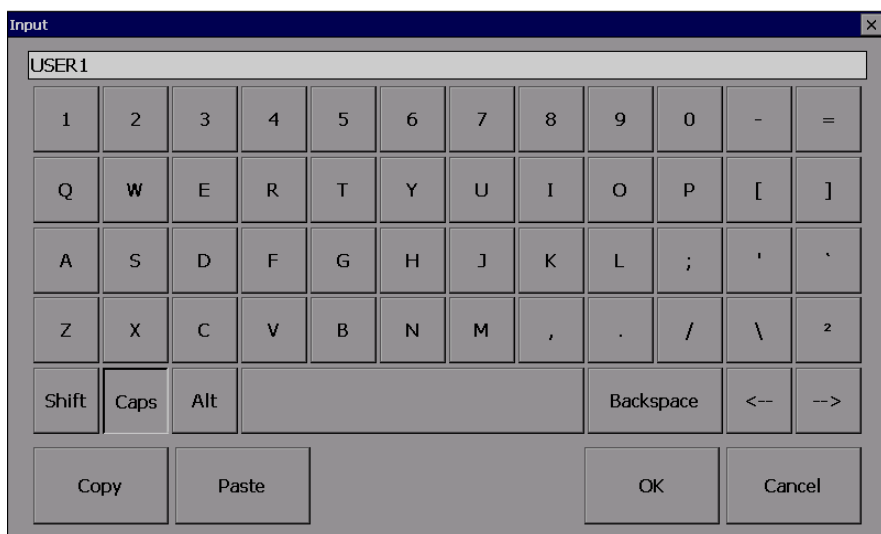 Input
USER1
1 2 3 4 5 6 7 8 9 0 - =
Q W E R T Y U I O P [ ]
A S D F G H J K L ; ' `
Z X C V B N M , . / \ ²
Shift Caps Alt Backspace <-- -->
Copy Paste OK Cancel